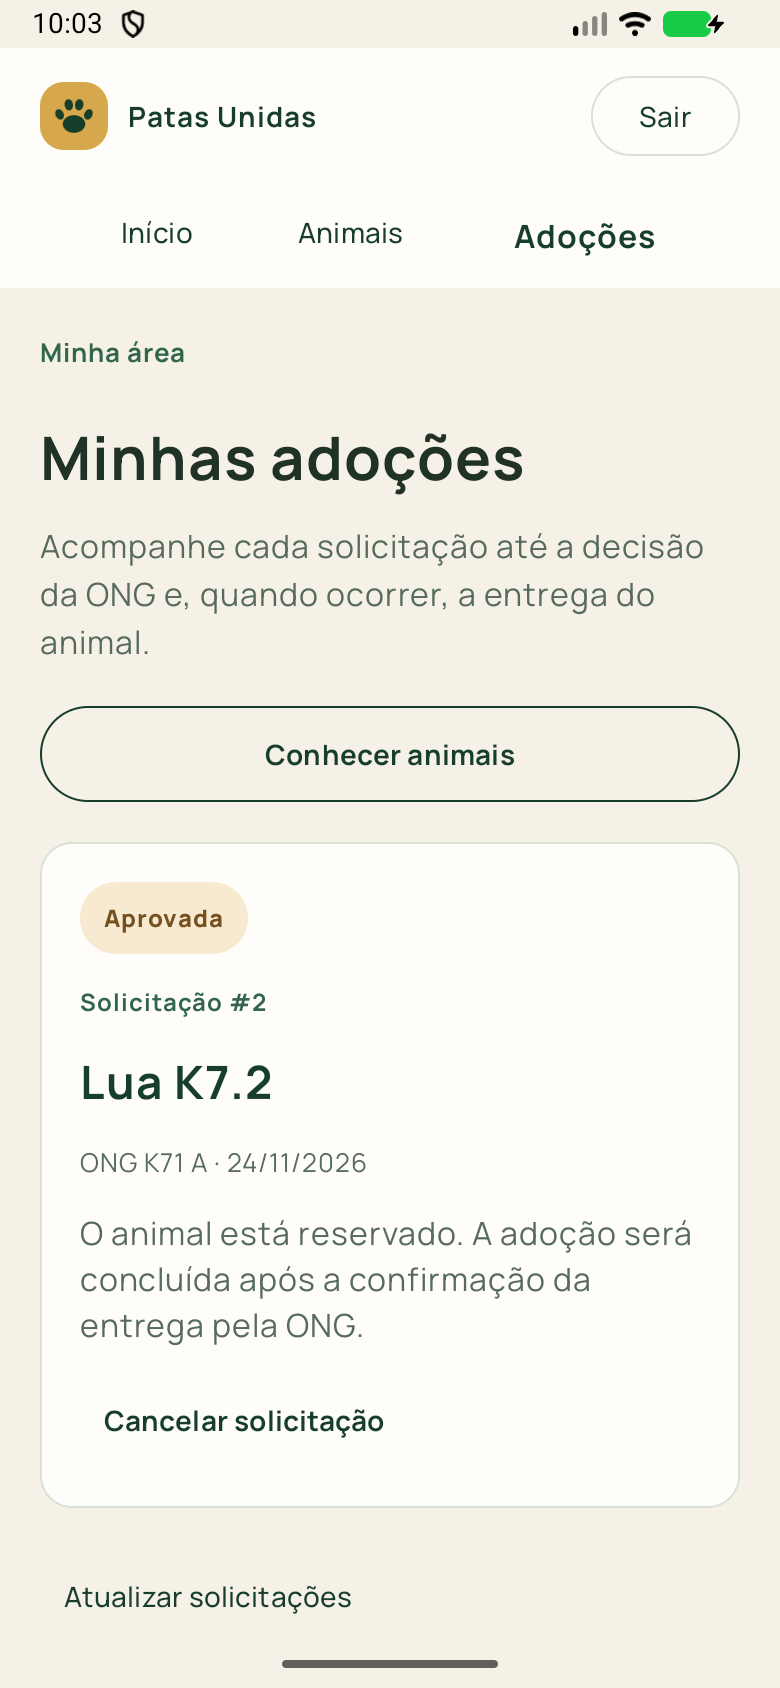 10:03
Patas Unidas
Sair
Início
Animais
Adoções
Minha área
Minhas adoções
Acompanhe cada solicitação até a decisão
da ONG e, quando ocorrer, a entrega do
animal.
Conhecer animais
Aprovada
Solicitação #2
Lua K7.2
ONG K71 A · 24/11/2026
O animal está reservado. A adoção será
concluída após a confirmação da
entrega pela ONG.
Cancelar solicitação
Atualizar solicitações